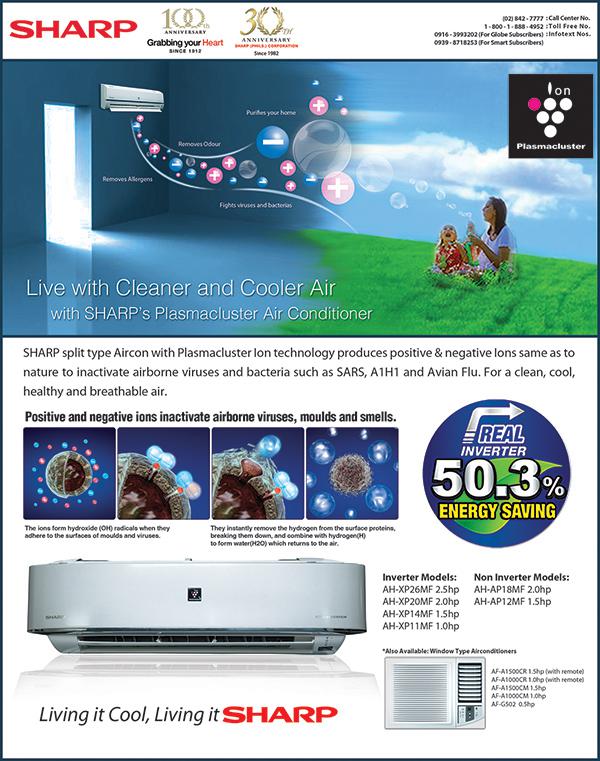 SHARP
100th
ANNIVERSARY
Grabbing your Heart
SINCE 1912
30TH
ANNIVERSARY
SHARP (PHILS.) CORPORATION
Since 1982
(02) 842 - 7777 :Call Center No.
1 - 800 - 1 - 888 - 4952 :Toll Free No.
0916 - 3993202 (For Globe Subscribers) :Infotext Nos.
0939 - 8718253 (For Smart Subscribers)
Ion
Plasmacluster
Purifies your home
Removes Odour
Removes Allergens
Fights viruses and bacterias
Live with Cleaner and Cooler Air
with SHARP's Plasmacluster Air Conditioner
SHARP split type Aircon with Plasmacluster Ion technology produces positive & negative Ions same as to
nature to inactivate airborne viruses and bacteria such as SARS, A1H1 and Avian Flu. For a clean, cool,
healthy and breathable air.
Positive and negative ions inactivate airborne viruses, moulds and smells.
The ions form hydroxide (OH) radicals when they
adhere to the surfaces of moulds and viruses.
They instantly remove the hydrogen from the surface proteins,
breaking them down, and combine with hydrogen(H)
to form water(H2O) which returns to the air.
REAL
INVERTER
50.3%
ENERGY SAVING
SHARP
Inverter Models:
AH-XP26MF 2.5hp
AH-XP20MF 2.0hp
AH-XP14MF 1.5hp
AH-XP11MF 1.0hp
Non Inverter Models:
AH-AP18MF 2.0hp
AH-AP12MF 1.5hp
*Also Available: Window Type Airconditioners
AF-A1500CR 1.5hp (with remote)
AF-A1000CR 1.0hp (with remote)
AF-A1500CM 1.5hp
AF-A1000CM 1.0hp
AF-G502 0.5hp
Living it Cool, Living it SHARP